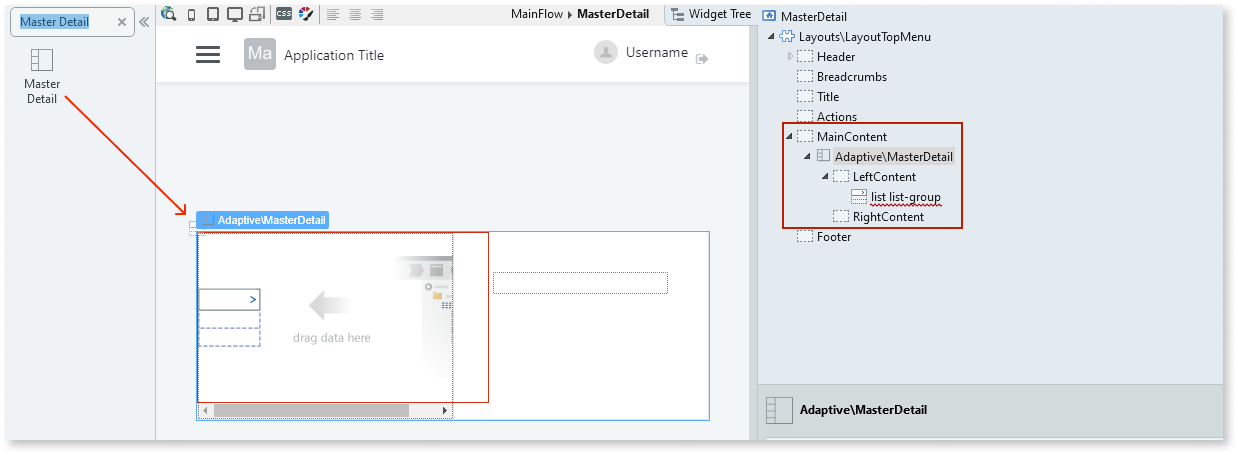 Master Detail
Master
Detail
css
MainFlow MasterDetail
Ma
Application Title
Username
Adaptive\MasterDetail
>
drag data here
Widget Tree
MasterDetail
Layouts\LayoutTopMenu
Header
Breadcrumbs
Title
Actions
MainContent
Adaptive\MasterDetail
LeftContent
list list-group
RightContent
Footer
Adaptive\MasterDetail